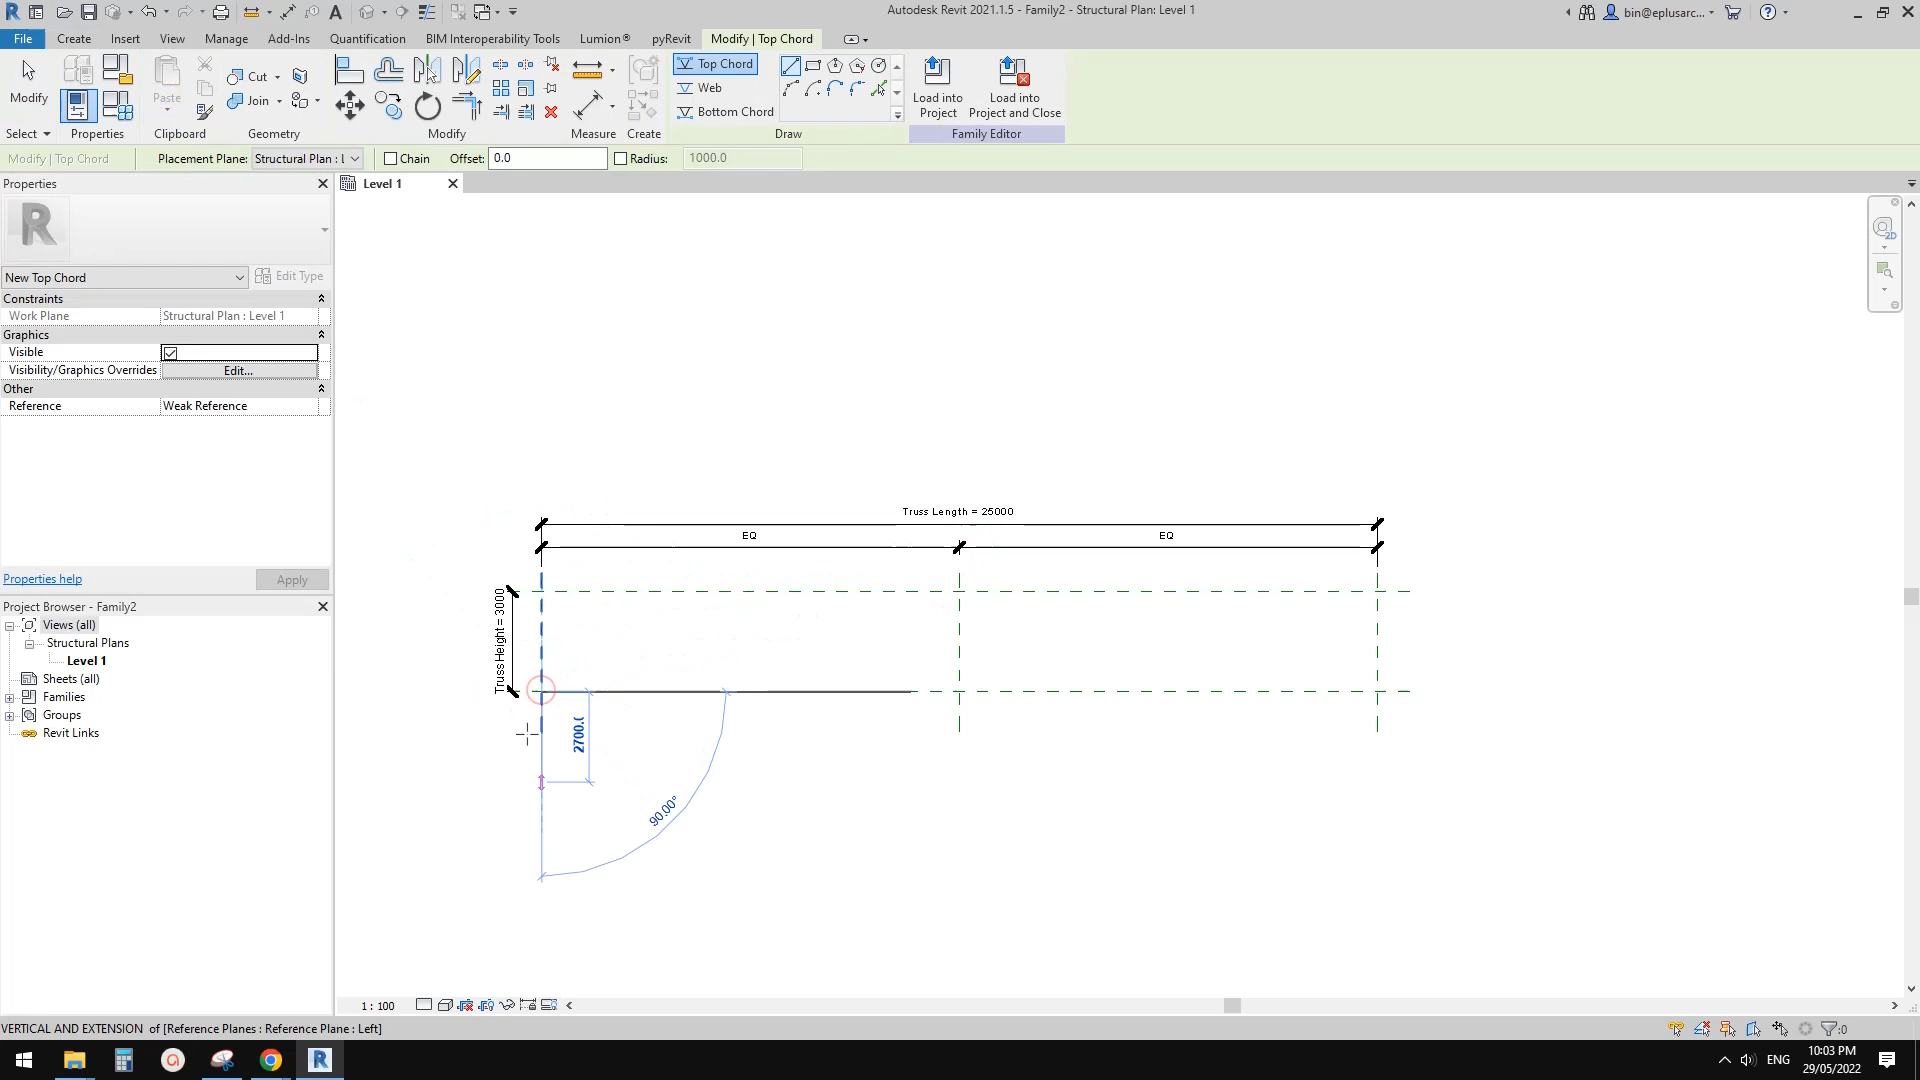 Autodesk Revit 2021.1.5 - Family2 - Structural Plan: Level 1
bin@eplusarc...
File Create Insert View Manage Add-Ins Quantification BIM Interoperability Tools Lumion® pyRevit Modify | Top Chord
Modify
Select
Properties
Paste
Clipboard
Cut
Join
Geometry
Modify
Measure
Create
Top Chord
Web
Bottom Chord
Draw
Load into
Project
Load into
Project and Close
Family Editor
Modify | Top Chord
Placement Plane: Structural Plan : L
Chain
Offset: 0.0
Radius: 1000.0
Properties
Level 1
R
New Top Chord
Edit Type
Constraints
Work Plane Structural Plan : Level 1
Graphics
Visible
Visibility/Graphics Overrides Edit...
Other
Reference Weak Reference
Properties help
Apply
Project Browser - Family2
Views (all)
Structural Plans
Level 1
Sheets (all)
Families
Groups
Revit Links
Truss Length = 25000
EQ
EQ
Truss Height = 3000
2700.(
90.00°
1 : 100
VERTICAL AND EXTENSION of [Reference Planes : Reference Plane : Left]
:0
ENG
10:03 PM
29/05/2022